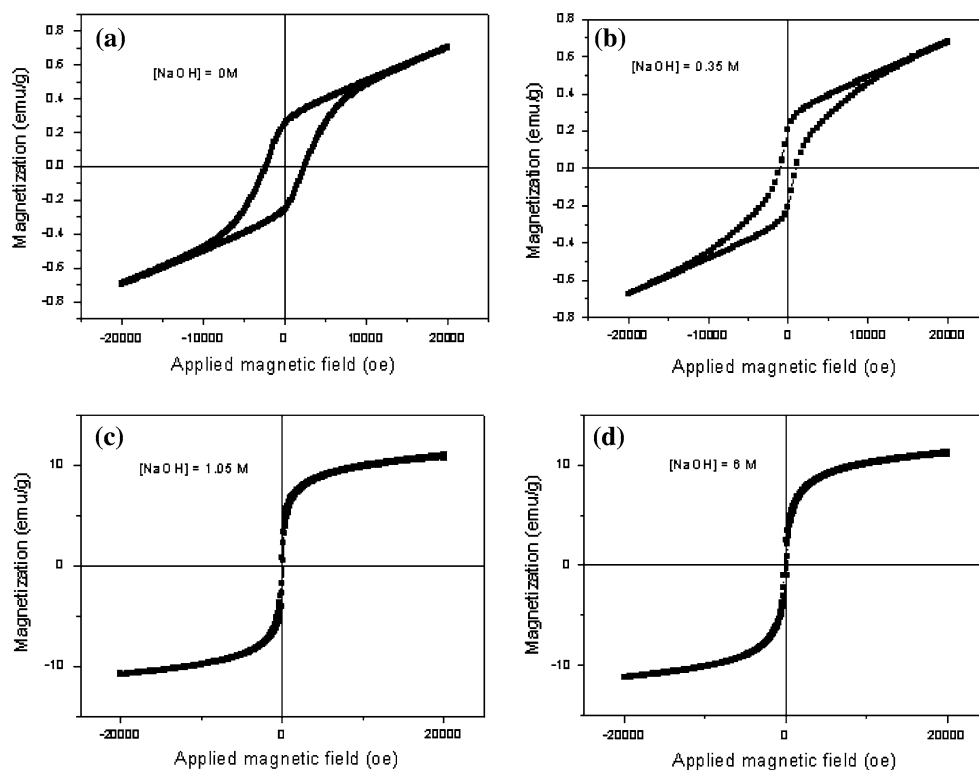 (a)
[NaOH] = 0M
Magnetization (emu/g)
0.8
0.6
0.4
0.2
0.0
-0.2
-0.4
-0.6
-0.8
-20000 -10000 0 10000 20000
Applied magnetic field (oe)
(b)
[NaOH] = 0.35 M
Magnetization (emu/g)
0.8
0.6
0.4
0.2
0.0
-0.2
-0.4
-0.6
-0.8
-20000 -10000 0 10000 20000
Applied magnetic field (oe)
(c)
[NaOH] = 1.05 M
Magnetization (emu/g)
10
0
-10
-20000 0 20000
Applied magnetic field (oe)
(d)
[NaOH] = 6 M
Magnetization (emu/g)
10
0
-10
-20000 0 20000
Applied magnetic field (oe)